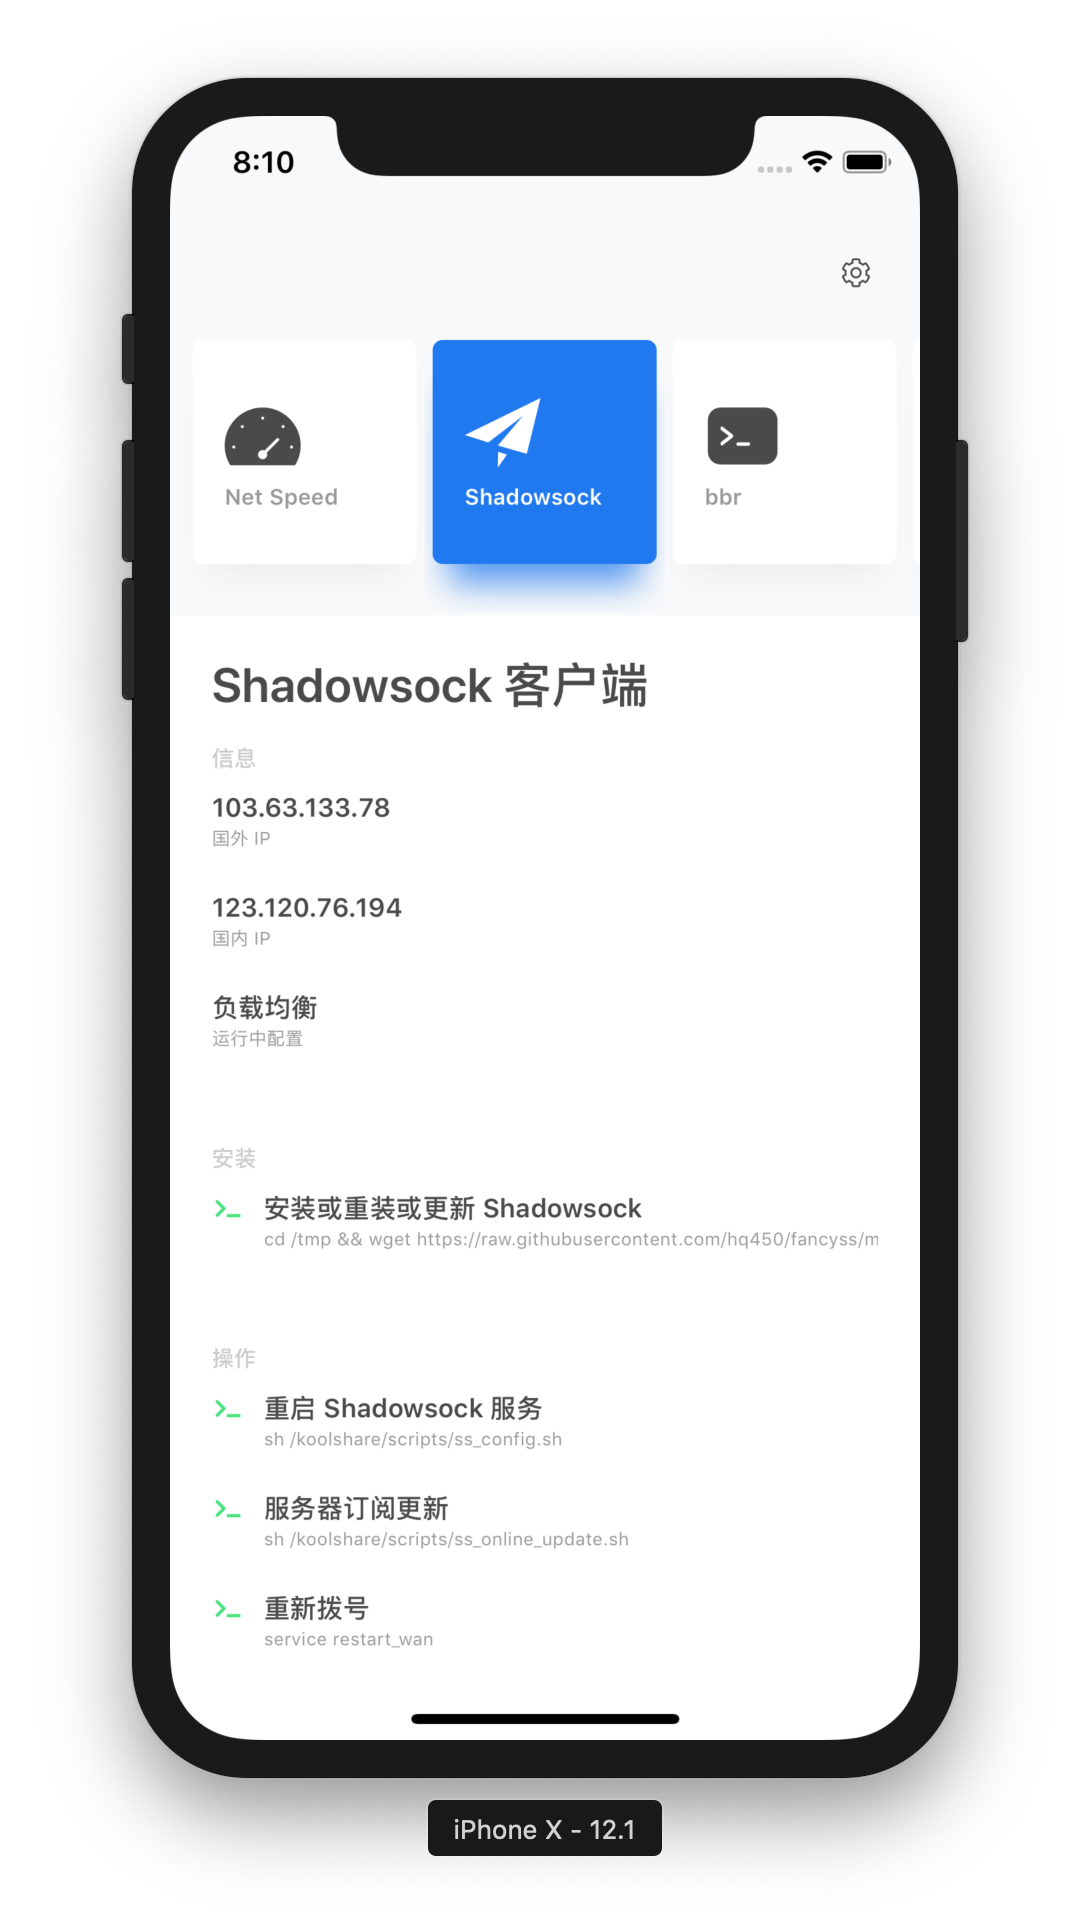 8:10
Net Speed
Shadowsock
bbr
Shadowsock 客户端
信息
103.63.133.78
国外 IP
123.120.76.194
国内 IP
负载均衡
运行中配置
安装
安装或重装或更新 Shadowsock
cd /tmp && wget https://raw.githubusercontent.com/hq450/fancyss/m
操作
重启 Shadowsock 服务
sh /koolshare/scripts/ss_config.sh
服务器订阅更新
sh /koolshare/scripts/ss_online_update.sh
重新拨号
service restart_wan
iPhone X - 12.1